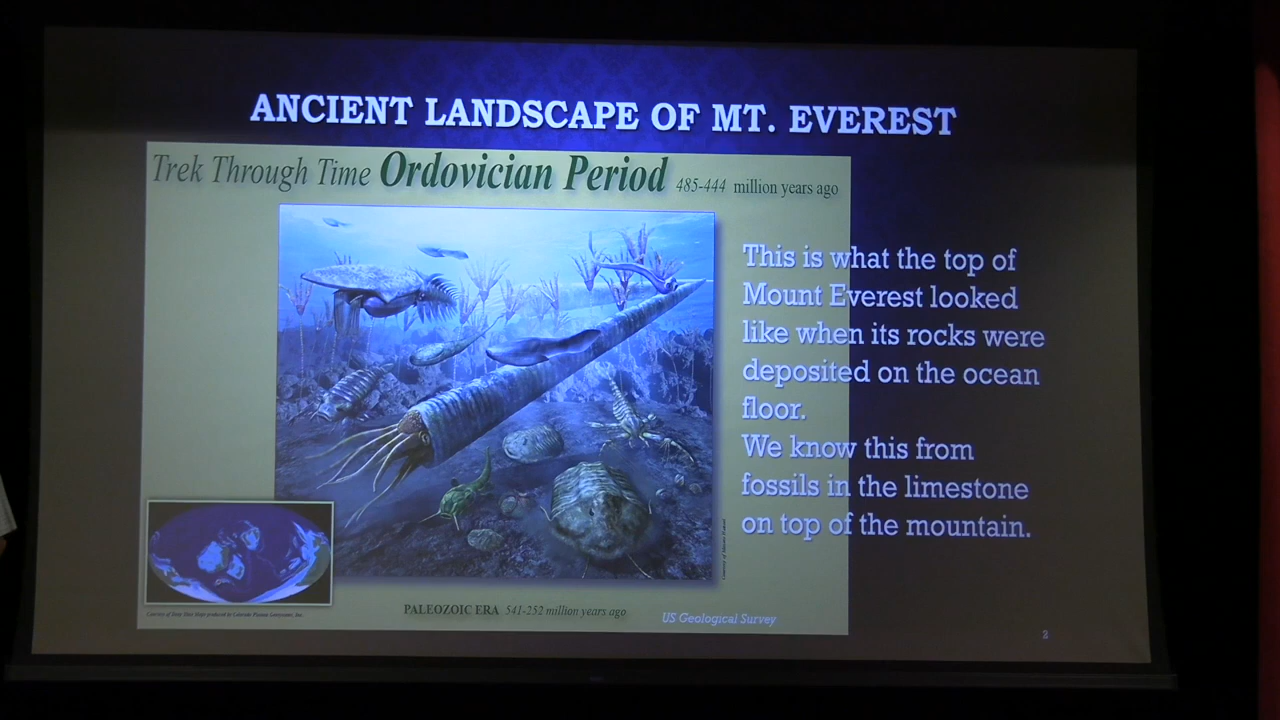 ANCIENT LANDSCAPE OF MT. EVEREST
Trek Through Time Ordovician Period 485-444 million years ago
This is what the top of
Mount Everest looked
like when its rocks were
deposited on the ocean
floor.
We know this from
fossils in the limestone
on top of the mountain.
PALEOZOIC ERA 541-252 million years ago
US Geological Survey
2